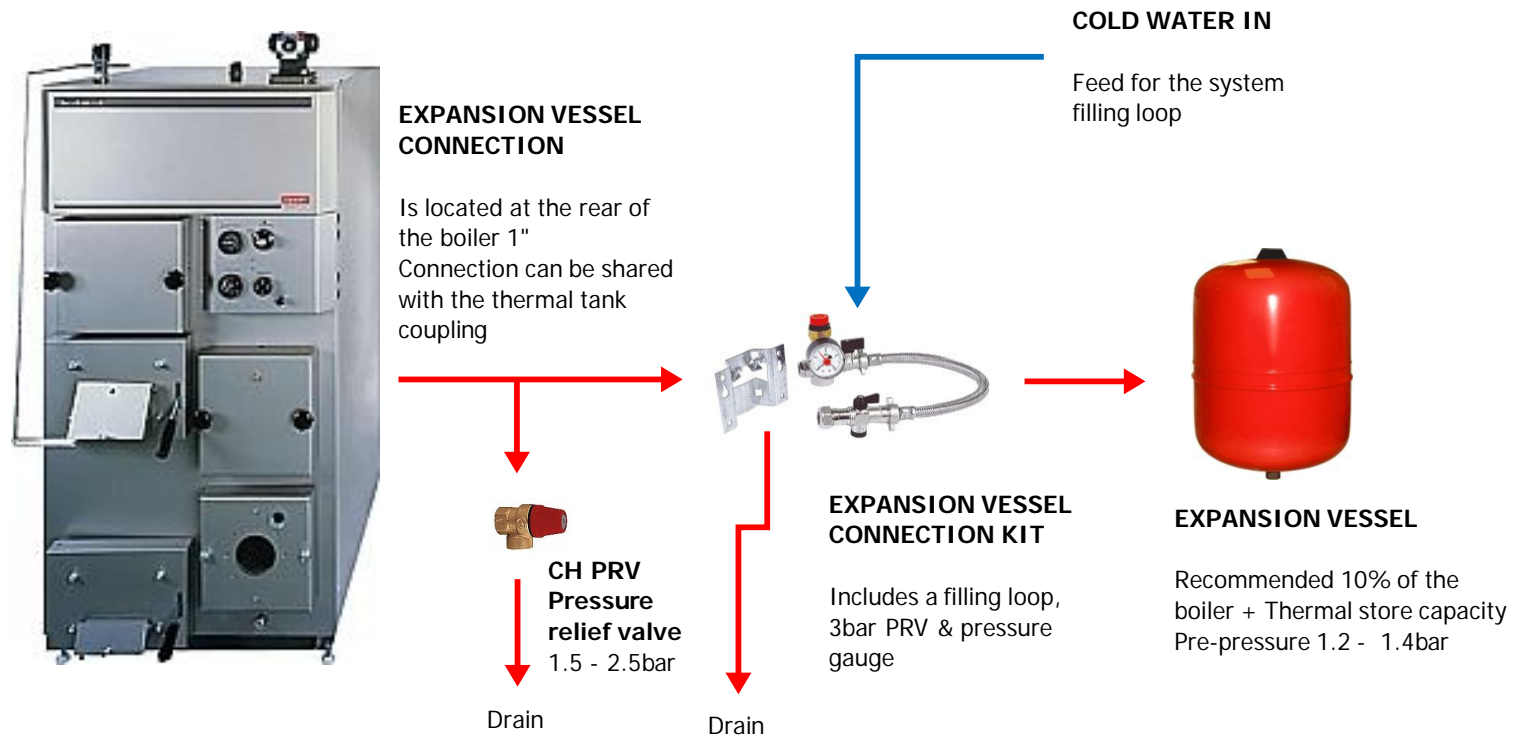 COLD WATER IN
Feed for the system
filling loop
EXPANSION VESSEL
CONNECTION
Is located at the rear of
the boiler 1"
Connection can be shared
with the thermal tank
coupling
CH PRV
Pressure
relief valve
1.5 - 2.5bar
Drain
Drain
EXPANSION VESSEL
CONNECTION KIT
Includes a filling loop,
3bar PRV & pressure
gauge
EXPANSION VESSEL
Recommended 10% of the
boiler + Thermal store capacity
Pre-pressure 1.2 - 1.4bar